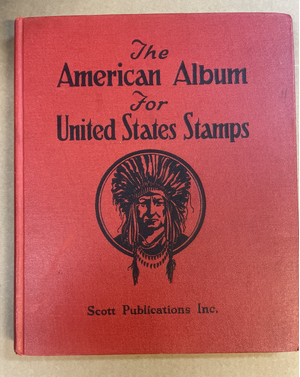 The
American Album
For
United States Stamps
Scott Publications Inc.